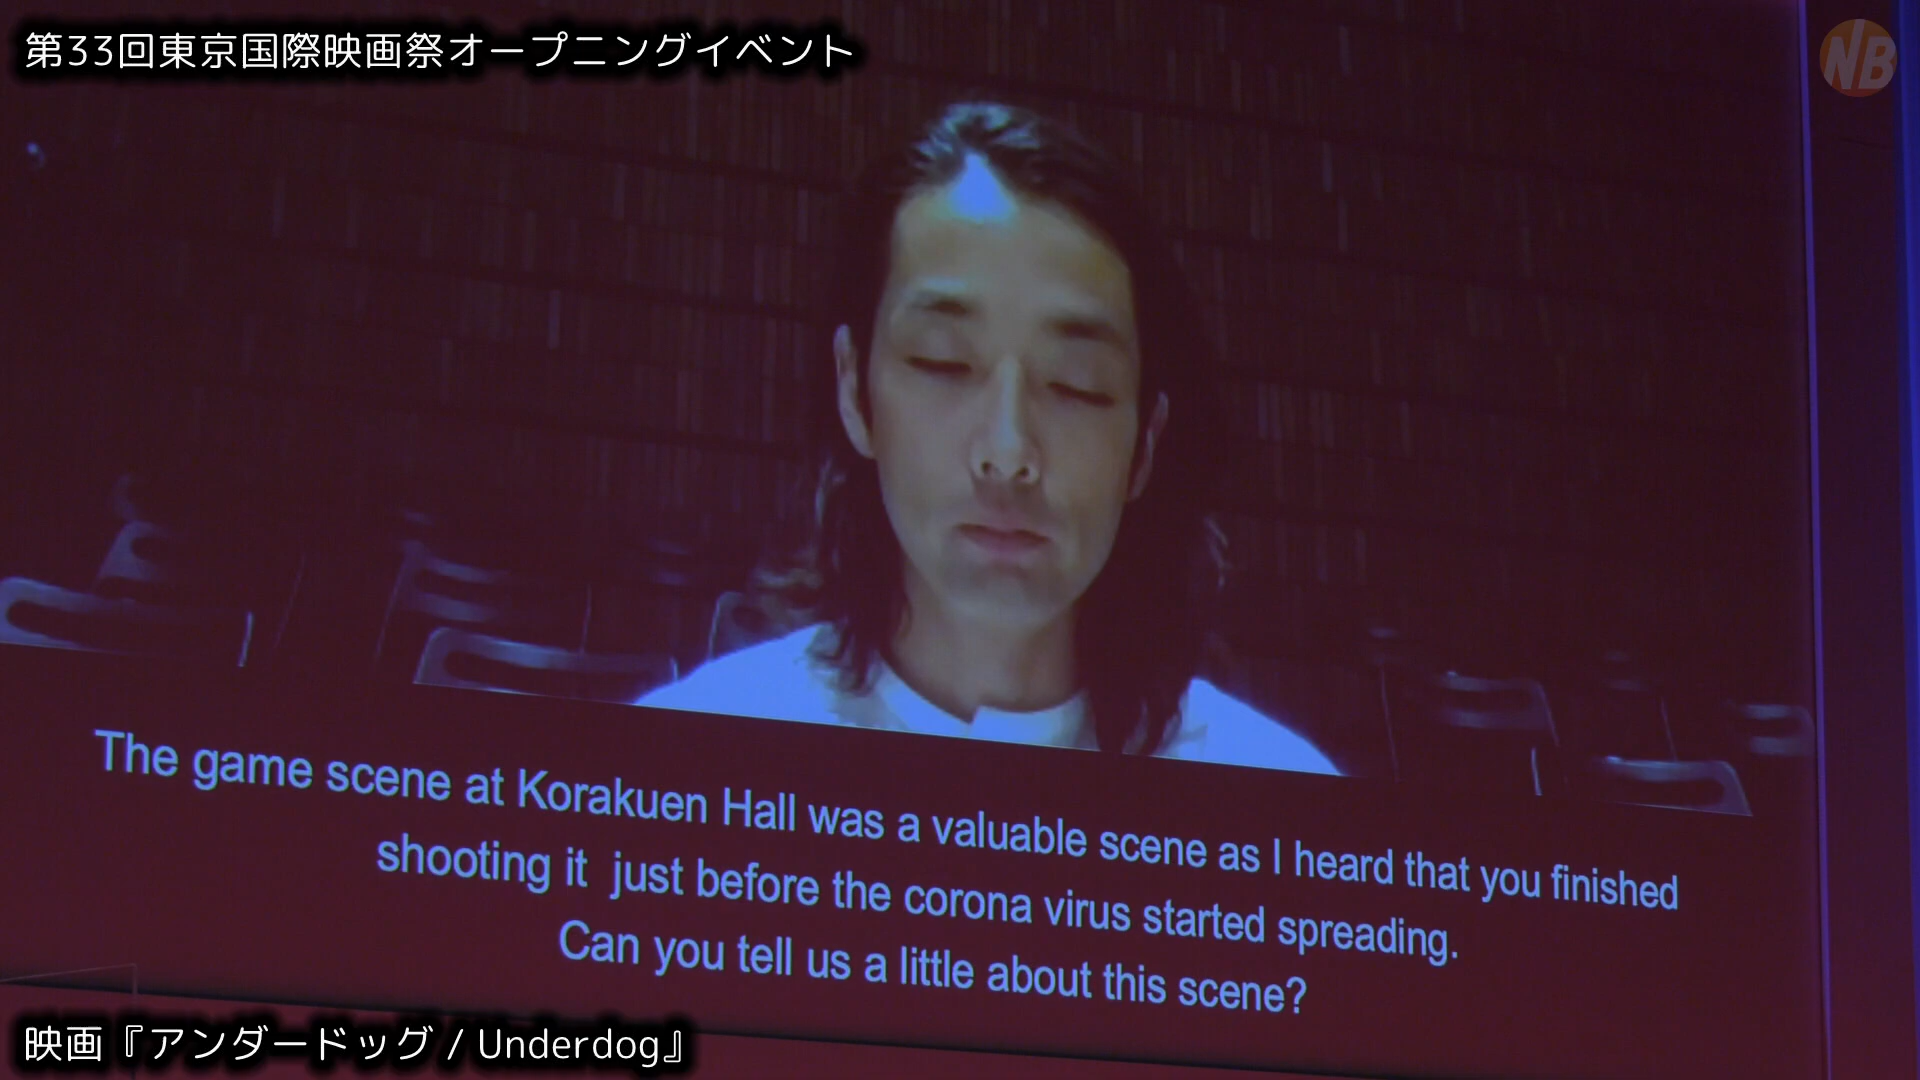 第33回東京国際映画祭オープニングイベント
NB
The game scene at Korakuen Hall was a valuable scene as I heard that you finished
shooting it just before the corona virus started spreading.
Can you tell us a little about this scene?
映画『アンダードッグ / Underdog』